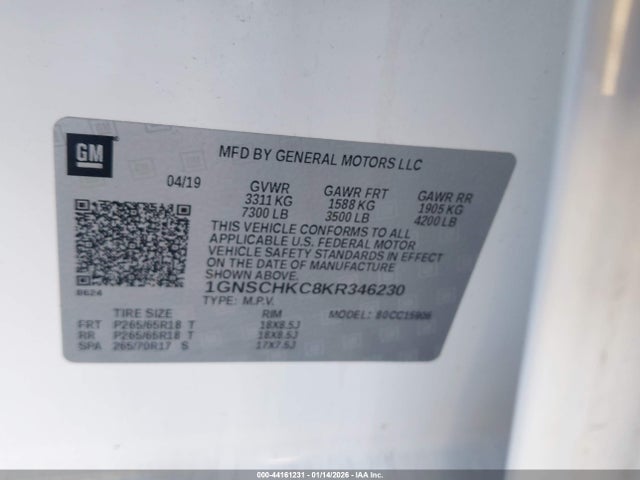 GM
MFD BY GENERAL MOTORS LLC
04/19
GVWR GAWR FRT GAWR RR
3311 KG 1588 KG 1905 KG
7300 LB 3500 LB 4200 LB
THIS VEHICLE CONFORMS TO ALL
APPLICABLE U.S. FEDERAL MOTOR
VEHICLE SAFETY STANDARDS IN EFFECT
ON THE DATE OF MANUFACTURE
SHOWN ABOVE.
8624
1GNSCHKC8KR346230
TYPE: M.P.V. MODEL: 80CC15906
TIRE SIZE RIM
FRT P265/65R18 T 18X8.5J
RR P265/65R18 T 18X8.5J
SPA 265/70R17 S 17X7.5J
000-44161231 - 01/14/2026 - IAA Inc.